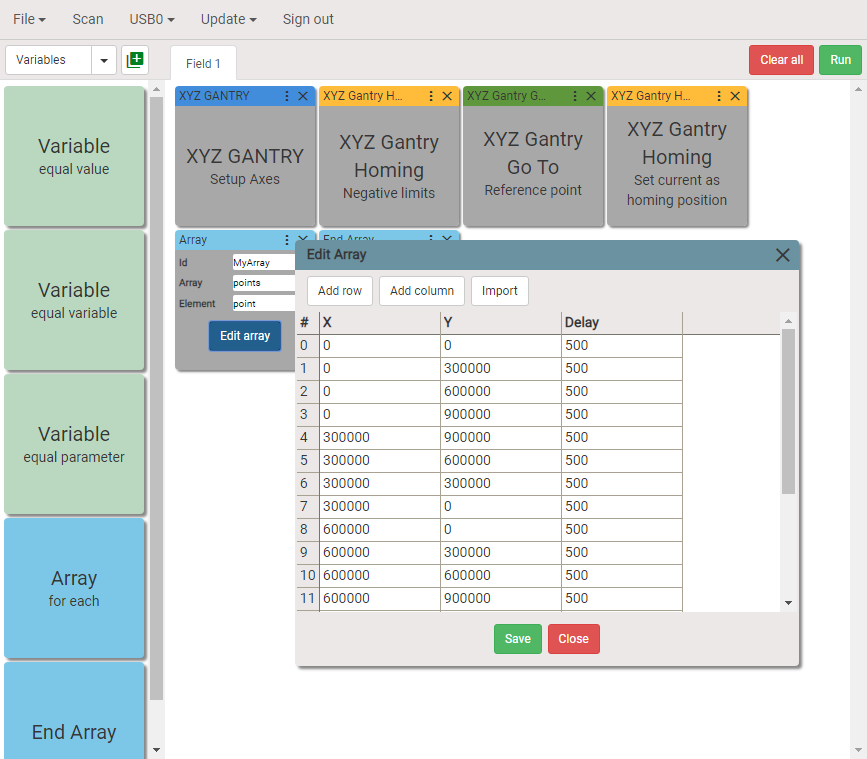 File Scan USB0 Update Sign out
Variables
Field 1
Clear all Run
Variable
equal value
Variable
equal variable
Variable
equal parameter
Array
for each
End Array
XYZ GANTRY
XYZ GANTRY
Setup Axes
XYZ Gantry H...
XYZ Gantry
Homing
Negative limits
XYZ Gantry G...
XYZ Gantry
Go To
Reference point
XYZ Gantry H...
XYZ Gantry
Homing
Set current as
homing position
Array
Id MyArray
Array points
Element point
Edit array
End Array
Edit Array
Add row Add column Import
# X Y Delay
0 0 0 500
1 0 300000 500
2 0 600000 500
3 0 900000 500
4 300000 900000 500
5 300000 600000 500
6 300000 300000 500
7 300000 0 500
8 600000 0 500
9 600000 300000 500
10 600000 600000 500
11 600000 900000 500
Save Close